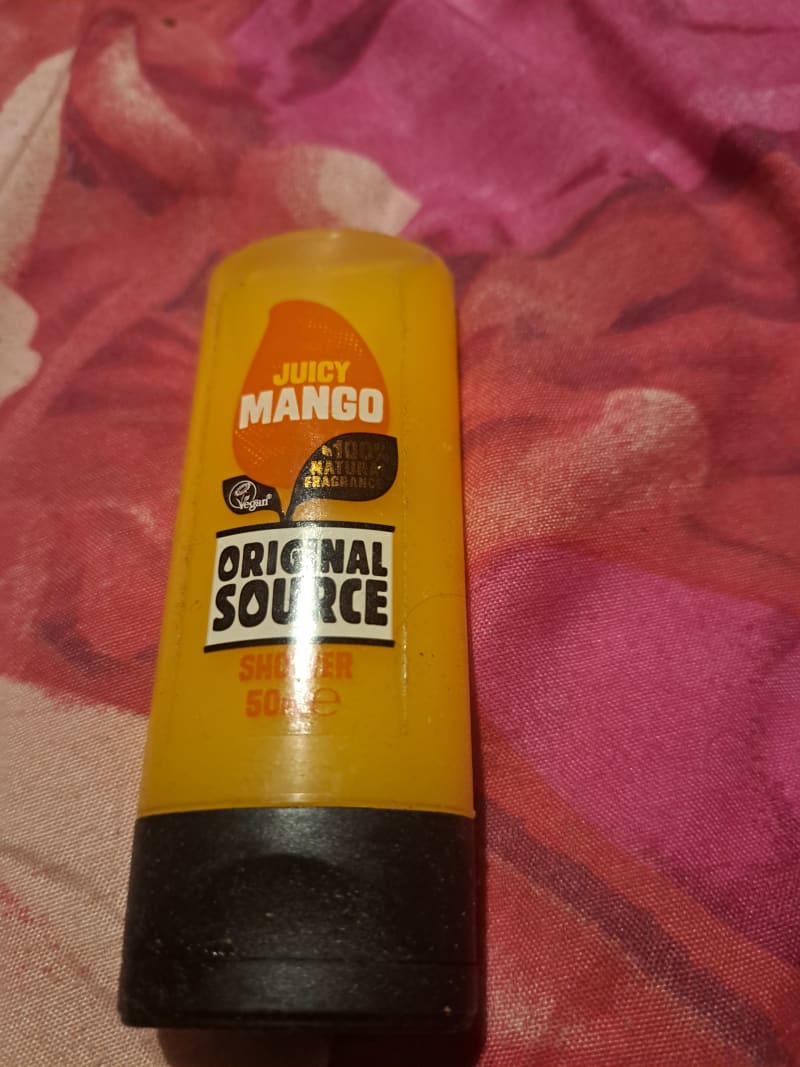 JUICY
MANGO
100%
NATURAL
FRAGRANCE
Vegan®
ORIGINAL
SOURCE
SHOWER
50ml e